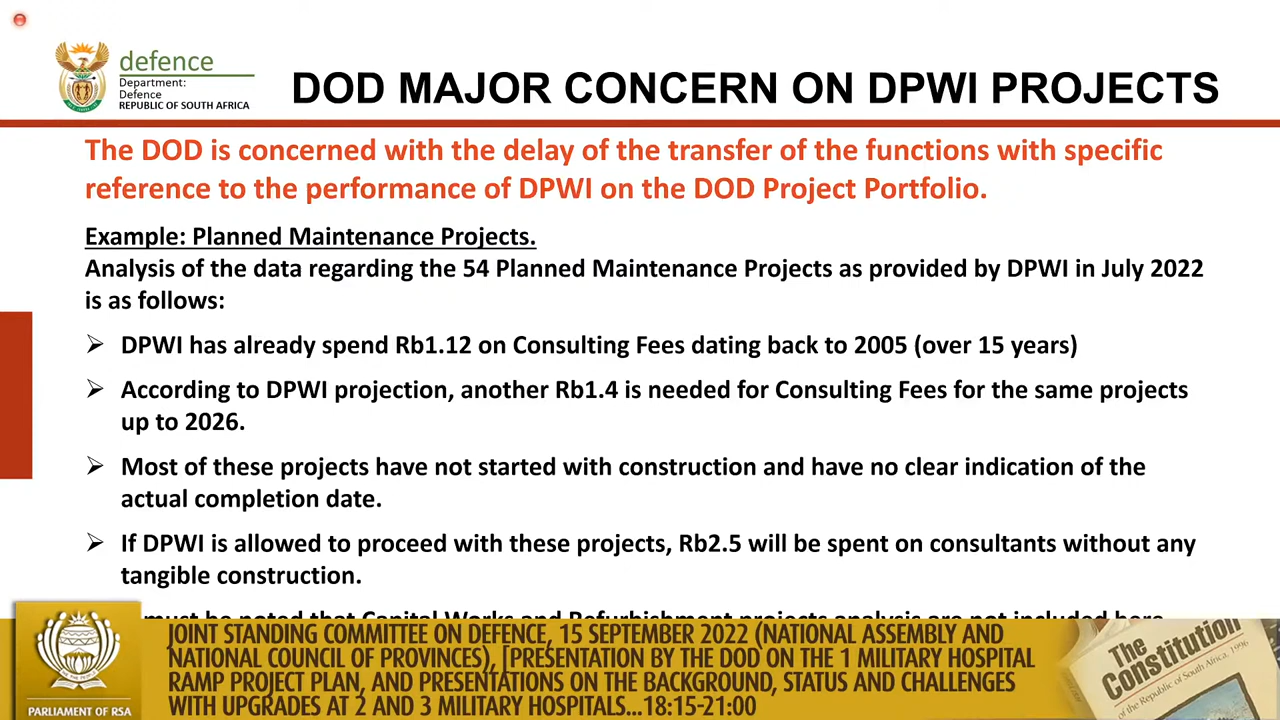 defence
Department:
Defence
REPUBLIC OF SOUTH AFRICA
DOD MAJOR CONCERN ON DPWI PROJECTS
The DOD is concerned with the delay of the transfer of the functions with specific
reference to the performance of DPWI on the DOD Project Portfolio.
Example: Planned Maintenance Projects.
Analysis of the data regarding the 54 Planned Maintenance Projects as provided by DPWI in July 2022
is as follows:
➢ DPWI has already spend Rb1.12 on Consulting Fees dating back to 2005 (over 15 years)
➢ According to DPWI projection, another Rb1.4 is needed for Consulting Fees for the same projects
up to 2026.
➢ Most of these projects have not started with construction and have no clear indication of the
actual completion date.
➢ If DPWI is allowed to proceed with these projects, Rb2.5 will be spent on consultants without any
tangible construction.
must be noted that Capital Works and Refurbishment projects analysis are not included here
JOINT STANDING COMMITTEE ON DEFENCE, 15 SEPTEMBER 2022 (NATIONAL ASSEMBLY AND
NATIONAL COUNCIL OF PROVINCES), [PRESENTATION BY THE DOD ON THE 1 MILITARY HOSPITAL
RAMP PROJECT PLAN, AND PRESENTATIONS ON THE BACKGROUND, STATUS AND CHALLENGES
WITH UPGRADES AT 2 AND 3 MILITARY HOSPITALS...18:15-21:00
PARLIAMENT OF RSA
The
Constitution
of the Republic of South Africa, 1996